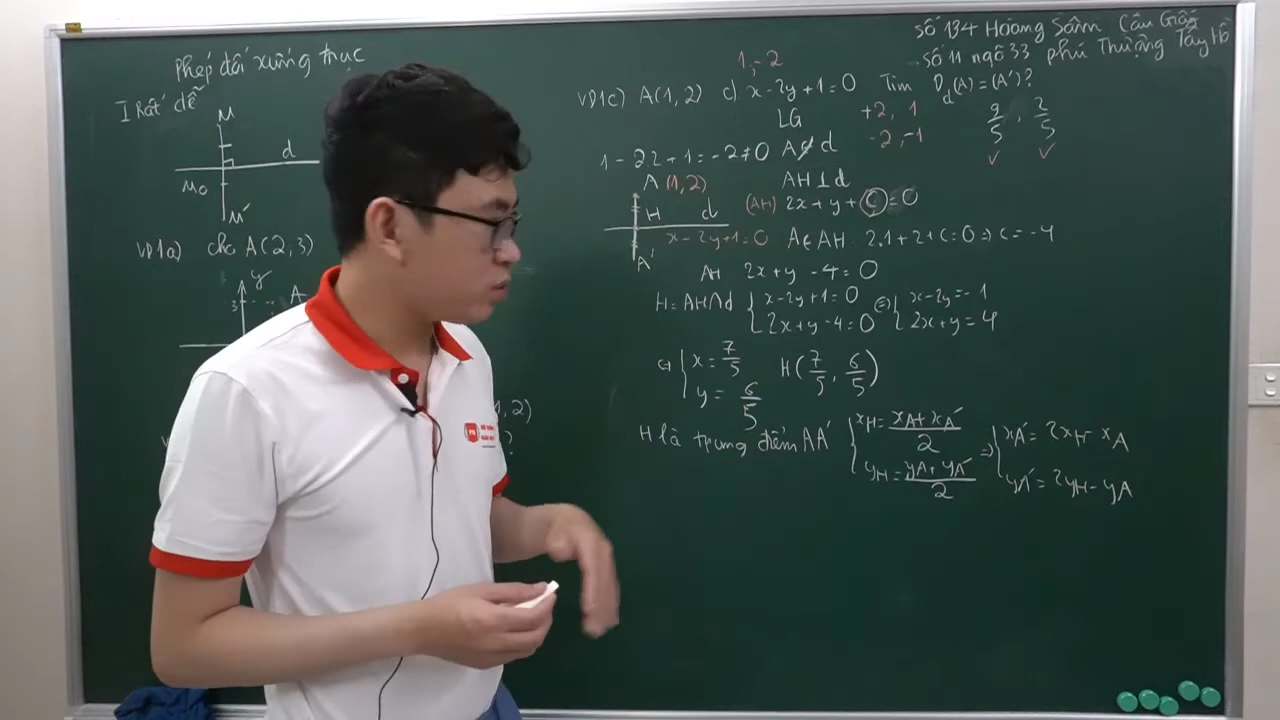 Phép đối xứng trục
I Rất dễ
M
d
M₀
M'
VD1a) cho A(2,3)
y
3
A
1,2)
?
số 134 Hoàng Sâm Cầu Giấy
số 11 ngõ 33 phú Thượng Tây Hồ
1,-2
VD1c) A(1,2) d) x-2y+1=0 Tìm Đd(A)=(A')?
LG +2, 1
-2,-1
9/5, 2/5
1-2.2+1=-2≠0 A∉d
A (1,2) AH⊥d
H d (AH) 2x+y+C=0
x-2y+1=0 A∈AH 2.1+2+C=0=>C=-4
A'
AH 2x+y-4=0
H=AH∩d {x-2y+1=0 (=) {x-2y=-1
{2x+y-4=0 {2x+y=4
{x=7/5 H(7/5, 6/5)
{y=6/5
H là trung điểm AA' {xH=(xA+xA')/2 => {xA'=2xH-xA
{yH=(yA+yA')/2 {yA'=2yH-yA